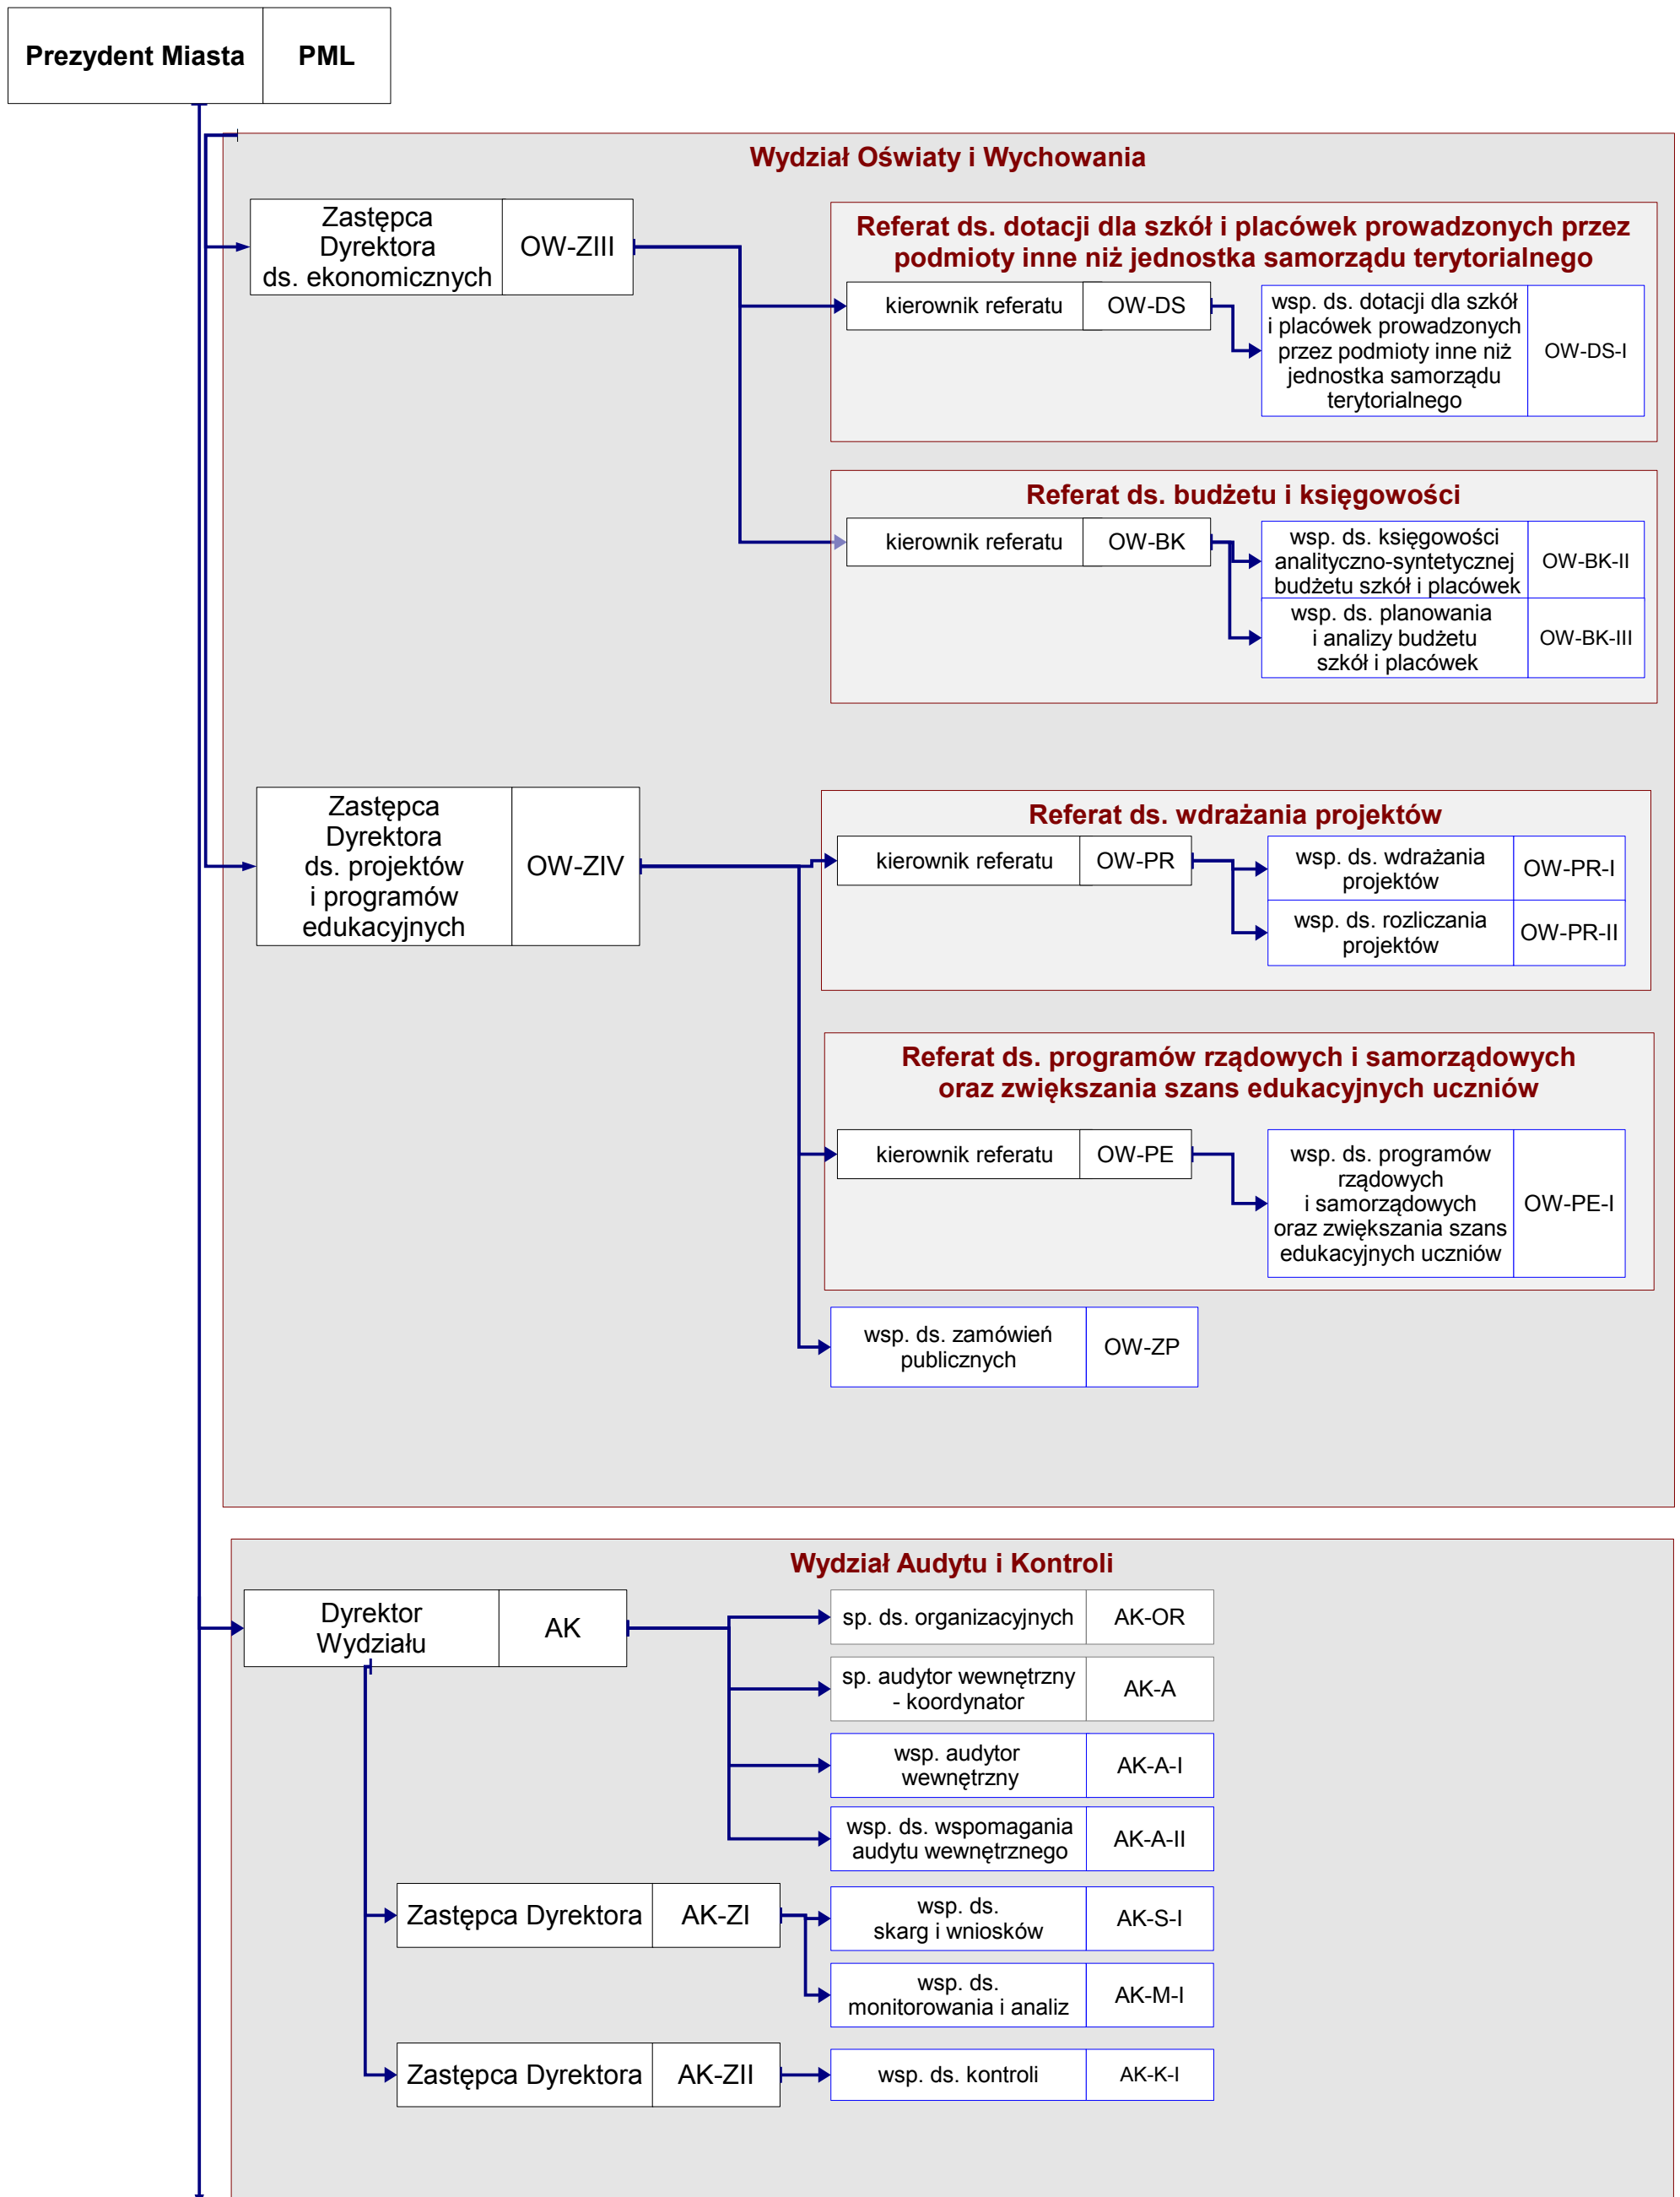 Prezydent Miasta PML
Wydział Oświaty i Wychowania
Zastępca
Dyrektora
ds. ekonomicznych
OW-ZIII
Referat ds. dotacji dla szkół i placówek prowadzonych przez
podmioty inne niż jednostka samorządu terytorialnego
kierownik referatu OW-DS
wsp. ds. dotacji dla szkół
i placówek prowadzonych
przez podmioty inne niż
jednostka samorządu
terytorialnego
OW-DS-I
Referat ds. budżetu i księgowości
kierownik referatu OW-BK
wsp. ds. księgowości
analityczno-syntetycznej
budżetu szkół i placówek
OW-BK-II
wsp. ds. planowania
i analizy budżetu
szkół i placówek
OW-BK-III
Zastępca
Dyrektora
ds. projektów
i programów
edukacyjnych
OW-ZIV
Referat ds. wdrażania projektów
kierownik referatu OW-PR
wsp. ds. wdrażania
projektów
OW-PR-I
wsp. ds. rozliczania
projektów
OW-PR-II
Referat ds. programów rządowych i samorządowych
oraz zwiększania szans edukacyjnych uczniów
kierownik referatu OW-PE
wsp. ds. programów
rządowych
i samorządowych
oraz zwiększania szans
edukacyjnych uczniów
OW-PE-I
wsp. ds. zamówień
publicznych
OW-ZP
Wydział Audytu i Kontroli
Dyrektor
Wydziału
AK
sp. ds. organizacyjnych AK-OR
sp. audytor wewnętrzny
- koordynator
AK-A
wsp. audytor
wewnętrzny
AK-A-I
wsp. ds. wspomagania
audytu wewnętrznego
AK-A-II
Zastępca Dyrektora AK-ZI
wsp. ds.
skarg i wniosków
AK-S-I
wsp. ds.
monitorowania i analiz
AK-M-I
Zastępca Dyrektora AK-ZII
wsp. ds. kontroli AK-K-I